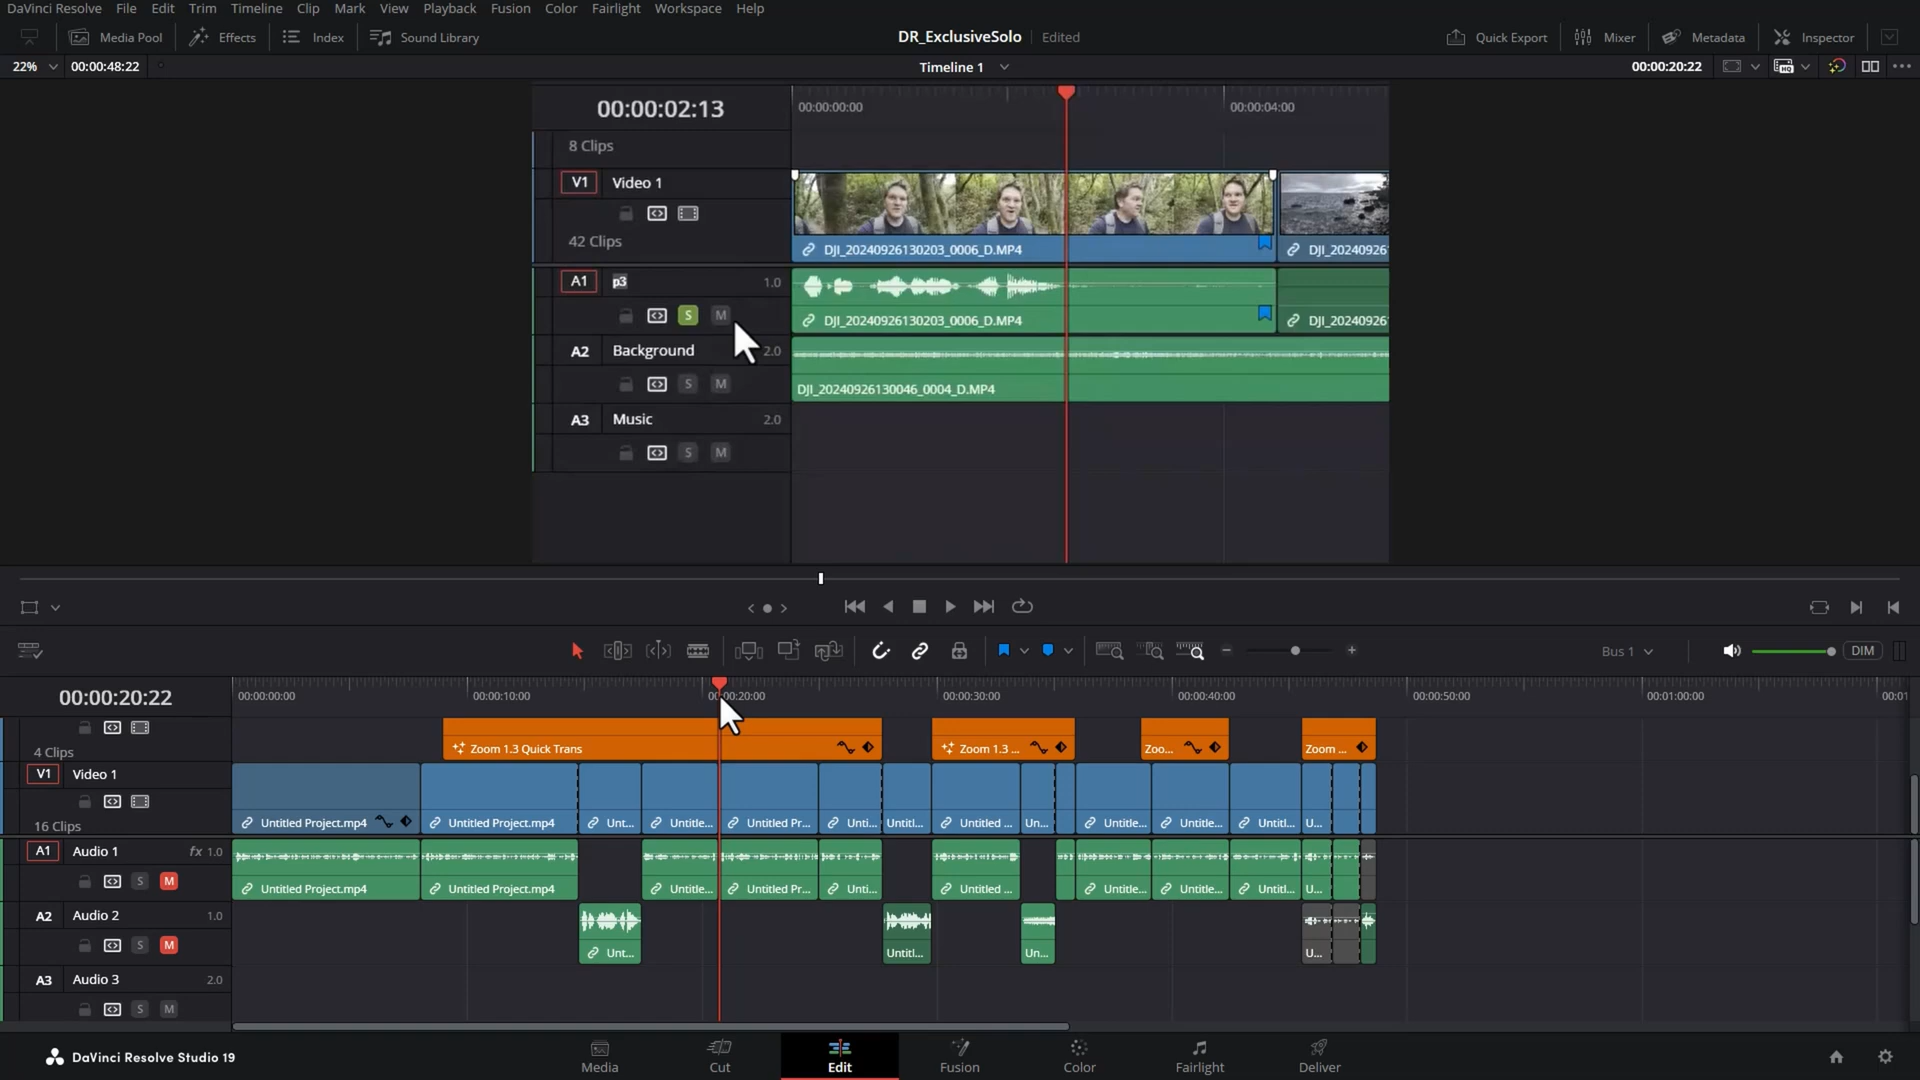 DaVinci Resolve File Edit Trim Timeline Clip Mark View Playback Fusion Color Fairlight Workspace Help
Media Pool Effects Index Sound Library DR_ExclusiveSolo Edited Quick Export Mixer Metadata Inspector
22% 00:00:48:22 Timeline 1 00:00:20:22
00:00:02:13 00:00:00:00 00:00:04:00
8 Clips
V1 Video 1
42 Clips DJI_20240926130203_0006_D.MP4 DJI_20240926
A1 p3 1.0
S M DJI_20240926130203_0006_D.MP4 DJI_20240926
A2 Background 2.0
S M DJI_20240926130046_0004_D.MP4
A3 Music 2.0
S M
Bus 1 DIM
00:00:20:22 00:00:00:00 00:00:10:00 00:00:20:00 00:00:30:00 00:00:40:00 00:00:50:00 00:01:00:00 00:01
4 Clips Zoom 1.3 Quick Trans Zoom 1.3 ... Zoo... Zoom ...
V1 Video 1
16 Clips Untitled Project.mp4 Untitled Project.mp4 Unt... Untitle... Untitled Pr... Unti... Untitl... Untitled ... Un... Untitle... Untitle... Untitl... U...
A1 Audio 1 fx 1.0
S M Untitled Project.mp4 Untitled Project.mp4 Untitle... Untitled Pr... Unti... Untitled ... Untitle... Untitle... Untitl... U...
A2 Audio 2 1.0
S M Unt... Untitl... Un... U...
A3 Audio 3 2.0
S M
DaVinci Resolve Studio 19 Media Cut Edit Fusion Color Fairlight Deliver